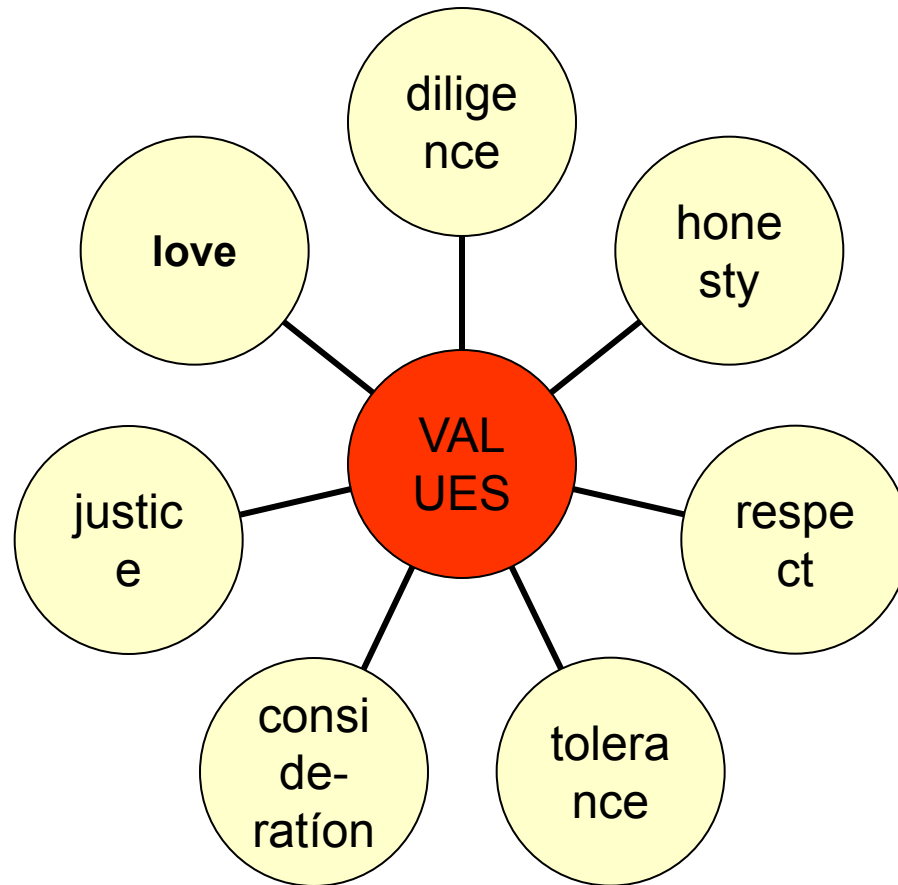 dilige
nce
hone
sty
respe
ct
tolera
nce
consi
de-
ratíon
justic
e
love
VAL
UES